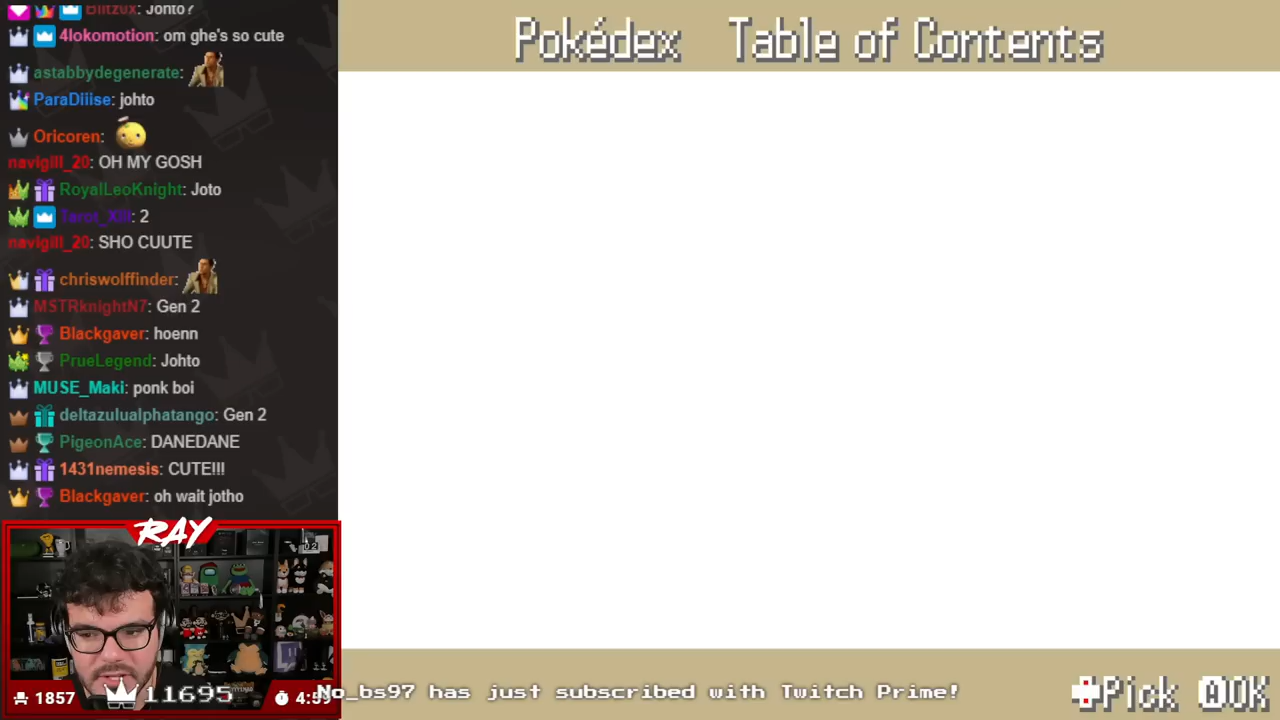 Blitzux: Johto?
4lokomotion: om ghe's so cute
astabbydegenerate:
ParaDiiise: johto
Oricoren:
navigill_20: OH MY GOSH
RoyalLeoKnight: Joto
Tarot_XIII: 2
navigill_20: SHO CUUTE
chriswolffinder:
MSTRknightN7: Gen 2
Blackgaver: hoenn
PrueLegend: Johto
MUSE_Maki: ponk boi
deltazulualphatango: Gen 2
PigeonAce: DANEDANE
1431nemesis: CUTE!!!
Blackgaver: oh wait jotho
Pokédex Table of Contents
RAY
1857
11695
4:59
No_bs97 has just subscribed with Twitch Prime!
Pick
A OK